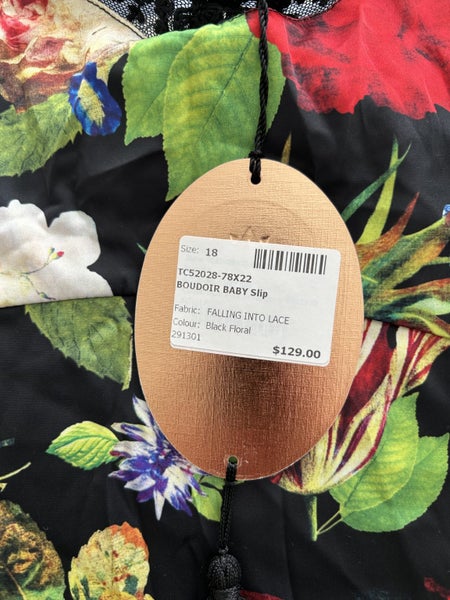 Size: 18
TC52028-78X22
BOUDOIR BABY Slip
Fabric: FALLING INTO LACE
Colour: Black Floral
291301
$129.00